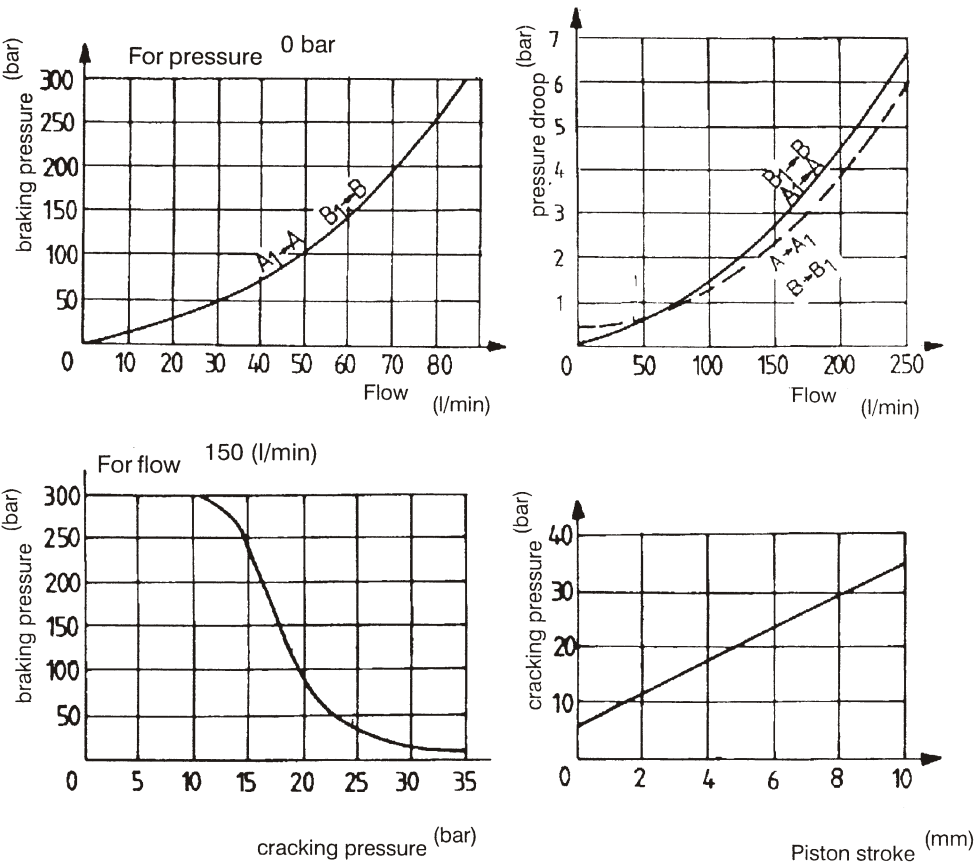 For pressure 0 bar
braking pressure (bar)
300
250
200
150
100
50
0 10 20 30 40 50 60 70 80
A1→A
B1→B
Flow (l/min)
pressure droop (bar)
7
6
5
4
3
2
1
0 50 100 150 200 250
B1→B
A1→A
A→A1
B→B1
Flow (l/min)
For flow 150 (l/min)
braking pressure (bar)
300
250
200
150
100
50
0 5 10 15 20 25 30 35
cracking pressure (bar)
cracking pressure (bar)
40
30
20
10
0 2 4 6 8 10
Piston stroke (mm)